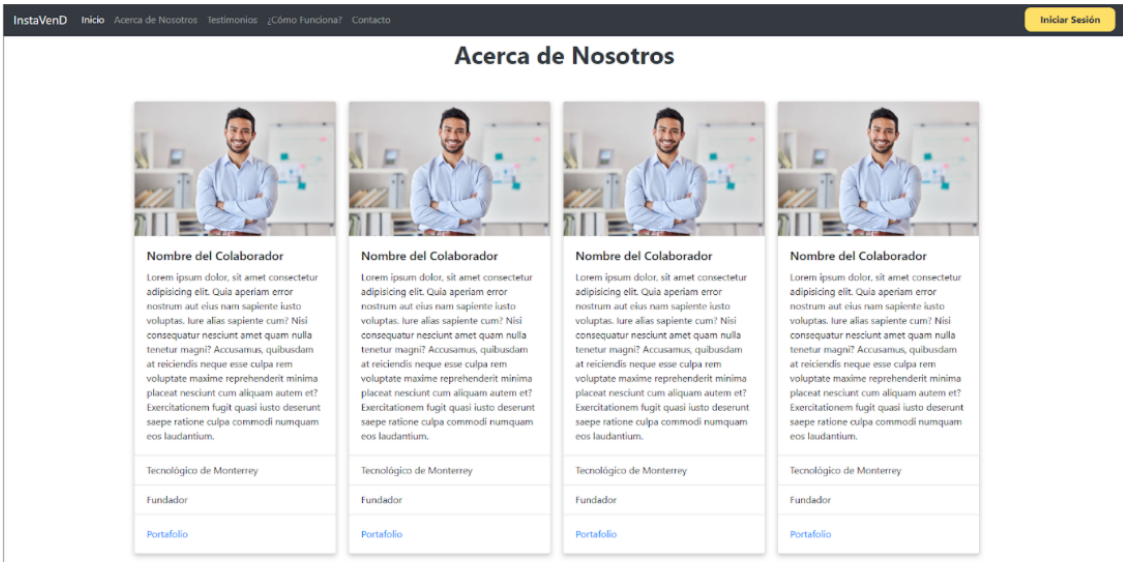 InstaVenD Inicio Acerca de Nosotros Testimonios ¿Cómo Funciona? Contacto Iniciar Sesión
Acerca de Nosotros
Nombre del Colaborador
Lorem ipsum dolor, sit amet consectetur
adipisicing elit. Quia aperiam error
nostrum aut eius nam sapiente iusto
voluptas. Iure alias sapiente cum? Nisi
consequatur nesciunt amet quam nulla
tenetur magni? Accusamus, quibusdam
at reiciendis neque esse culpa rem
voluptate maxime reprehenderit minima
placeat nesciunt cum aliquam autem et?
Exercitationem fugit quasi iusto deserunt
saepe ratione culpa commodi numquam
eos laudantium.
Tecnológico de Monterrey
Fundador
Portafolio
Nombre del Colaborador
Lorem ipsum dolor, sit amet consectetur
adipisicing elit. Quia aperiam error
nostrum aut eius nam sapiente iusto
voluptas. Iure alias sapiente cum? Nisi
consequatur nesciunt amet quam nulla
tenetur magni? Accusamus, quibusdam
at reiciendis neque esse culpa rem
voluptate maxime reprehenderit minima
placeat nesciunt cum aliquam autem et?
Exercitationem fugit quasi iusto deserunt
saepe ratione culpa commodi numquam
eos laudantium.
Tecnológico de Monterrey
Fundador
Portafolio
Nombre del Colaborador
Lorem ipsum dolor, sit amet consectetur
adipisicing elit. Quia aperiam error
nostrum aut eius nam sapiente iusto
voluptas. Iure alias sapiente cum? Nisi
consequatur nesciunt amet quam nulla
tenetur magni? Accusamus, quibusdam
at reiciendis neque esse culpa rem
voluptate maxime reprehenderit minima
placeat nesciunt cum aliquam autem et?
Exercitationem fugit quasi iusto deserunt
saepe ratione culpa commodi numquam
eos laudantium.
Tecnológico de Monterrey
Fundador
Portafolio
Nombre del Colaborador
Lorem ipsum dolor, sit amet consectetur
adipisicing elit. Quia aperiam error
nostrum aut eius nam sapiente iusto
voluptas. Iure alias sapiente cum? Nisi
consequatur nesciunt amet quam nulla
tenetur magni? Accusamus, quibusdam
at reiciendis neque esse culpa rem
voluptate maxime reprehenderit minima
placeat nesciunt cum aliquam autem et?
Exercitationem fugit quasi iusto deserunt
saepe ratione culpa commodi numquam
eos laudantium.
Tecnológico de Monterrey
Fundador
Portafolio